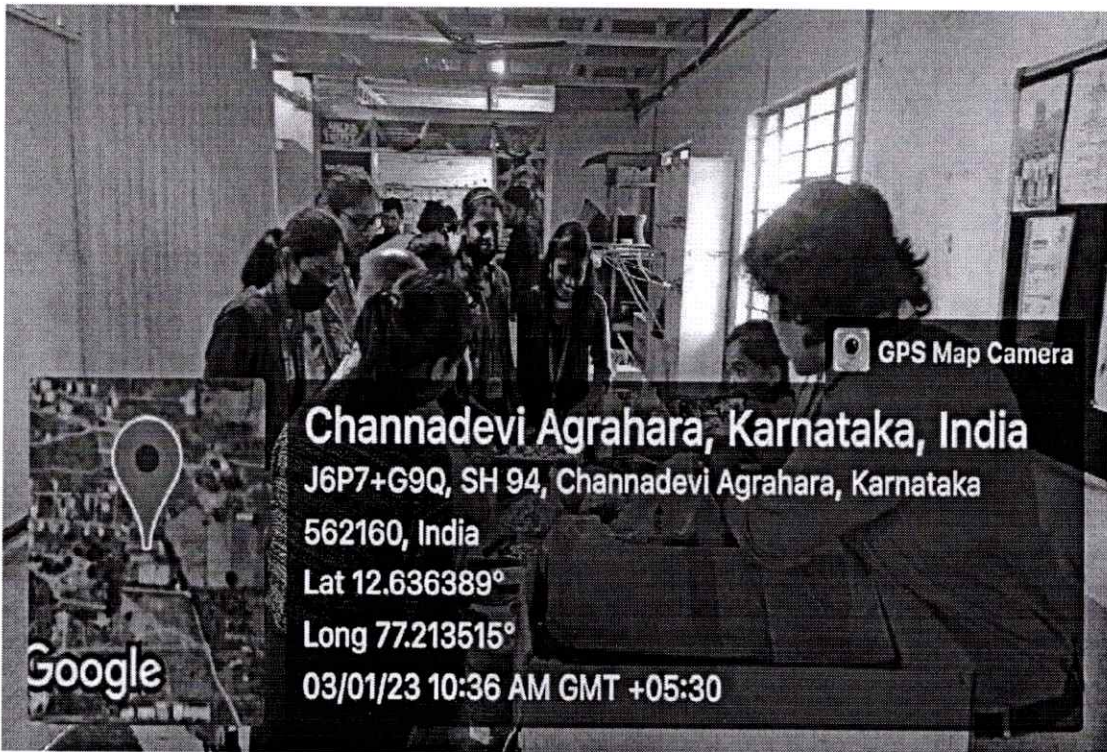 GPS Map Camera
Channadevi Agrahara, Karnataka, India
J6P7+G9Q, SH 94, Channadevi Agrahara, Karnataka
562160, India
Lat 12.636389°
Long 77.213515°
03/01/23 10:36 AM GMT +05:30
Google